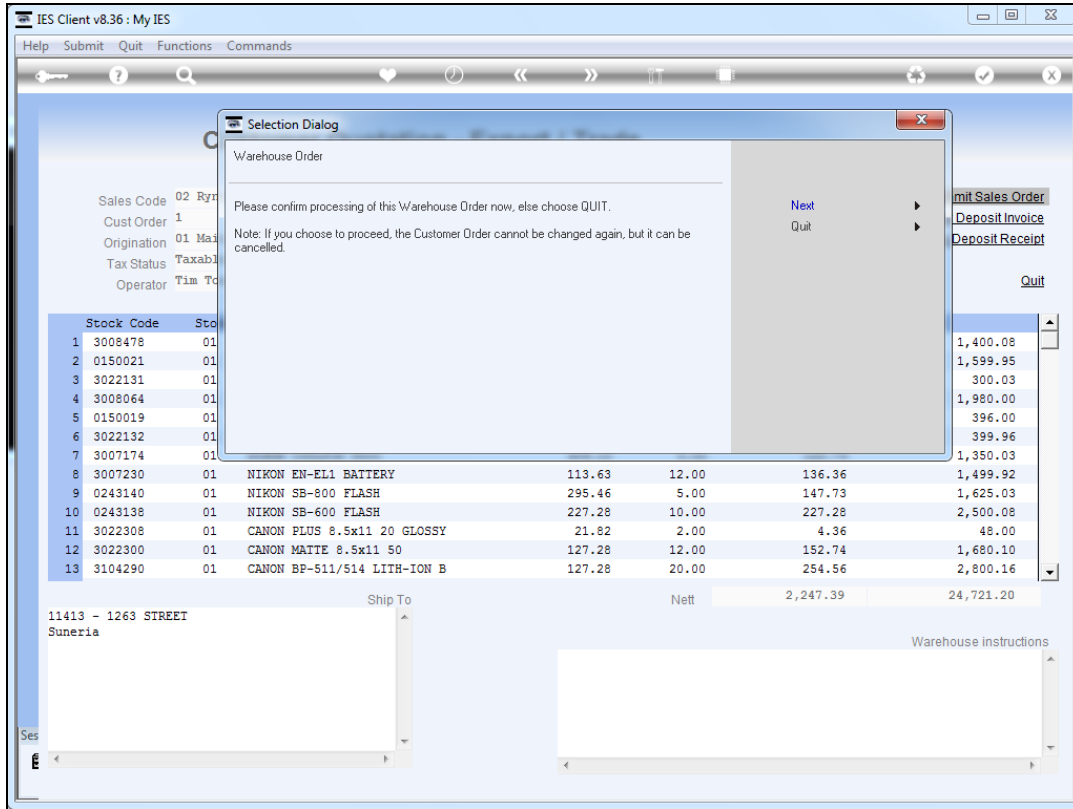 IES Client v8.36 : My IES
Help Submit Quit Functions Commands
Selection Dialog
Warehouse Order
Please confirm processing of this Warehouse Order now, else choose QUIT.
Note: If you choose to proceed, the Customer Order cannot be changed again, but it can be
cancelled.
Next
Quit
Sales Code 02 Ryn
Cust Order 1
Origination 01 Mai
Tax Status Taxabl
Operator Tim To
mit Sales Order
Deposit Invoice
Deposit Receipt
Quit
Stock Code Sto
1 3008478 01 1,400.08
2 0150021 01 1,599.95
3 3022131 01 300.03
4 3008064 01 1,980.00
5 0150019 01 396.00
6 3022132 01 399.96
7 3007174 01 1,350.03
8 3007230 01 NIKON EN-EL1 BATTERY 113.63 12.00 136.36 1,499.92
9 0243140 01 NIKON SB-800 FLASH 295.46 5.00 147.73 1,625.03
10 0243138 01 NIKON SB-600 FLASH 227.28 10.00 227.28 2,500.08
11 3022308 01 CANON PLUS 8.5x11 20 GLOSSY 21.82 2.00 4.36 48.00
12 3022300 01 CANON MATTE 8.5x11 50 127.28 12.00 152.74 1,680.10
13 3104290 01 CANON BP-511/514 LITH-ION B 127.28 20.00 254.56 2,800.16
Ship To Nett 2,247.39 24,721.20
11413 - 1263 STREET
Suneria
Warehouse instructions
Ses